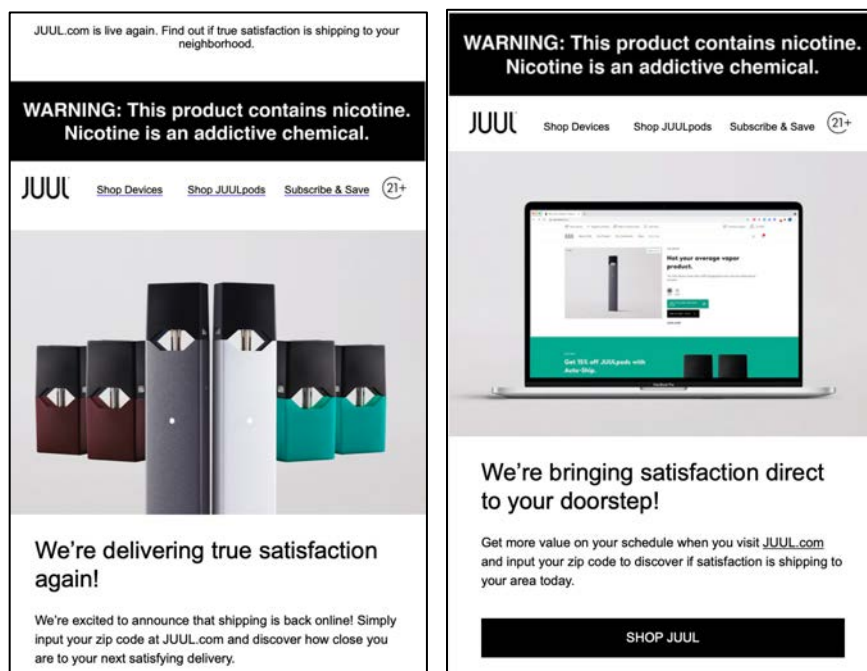 JUUL.com is live again. Find out if true satisfaction is shipping to your
neighborhood.
WARNING: This product contains nicotine.
Nicotine is an addictive chemical.
JUUL Shop Devices Shop JUULpods Subscribe & Save 21+
We're delivering true satisfaction
again!
We're excited to announce that shipping is back online! Simply
input your zip code at JUUL.com and discover how close you
are to your next satisfying delivery.
WARNING: This product contains nicotine.
Nicotine is an addictive chemical.
JUUL Shop Devices Shop JUULpods Subscribe & Save 21+
Not your average vapor
product.
Get 15% off JUULpods with
Auto-Ship.
We're bringing satisfaction direct
to your doorstep!
Get more value on your schedule when you visit JUUL.com
and input your zip code to discover if satisfaction is shipping to
your area today.
SHOP JUUL